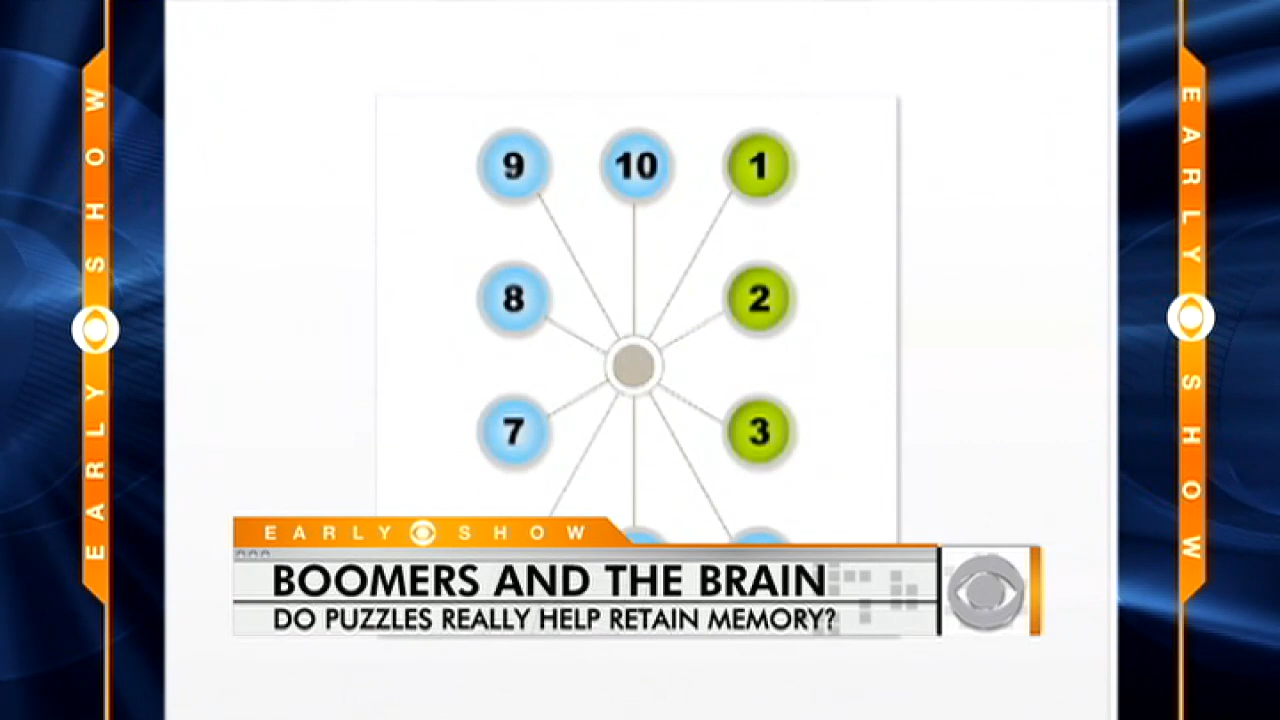 EARLY SHOW
9 10 1
8 2
7 3
EARLY SHOW
BOOMERS AND THE BRAIN
DO PUZZLES REALLY HELP RETAIN MEMORY?
EARLY SHOW